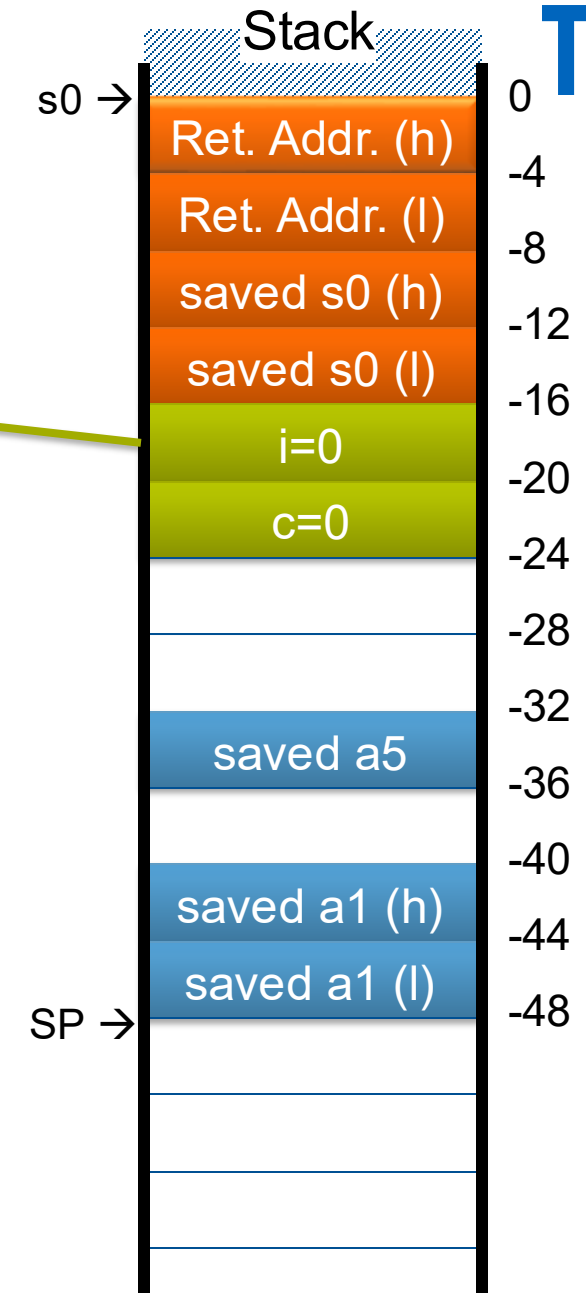 Stack
T
s0 → 0
Ret. Addr. (h)
-4
Ret. Addr. (l)
-8
saved s0 (h)
-12
saved s0 (l)
-16
i=0
-20
c=0
-24
-28
-32
saved a5
-36
-40
saved a1 (h)
-44
saved a1 (l)
SP → -48